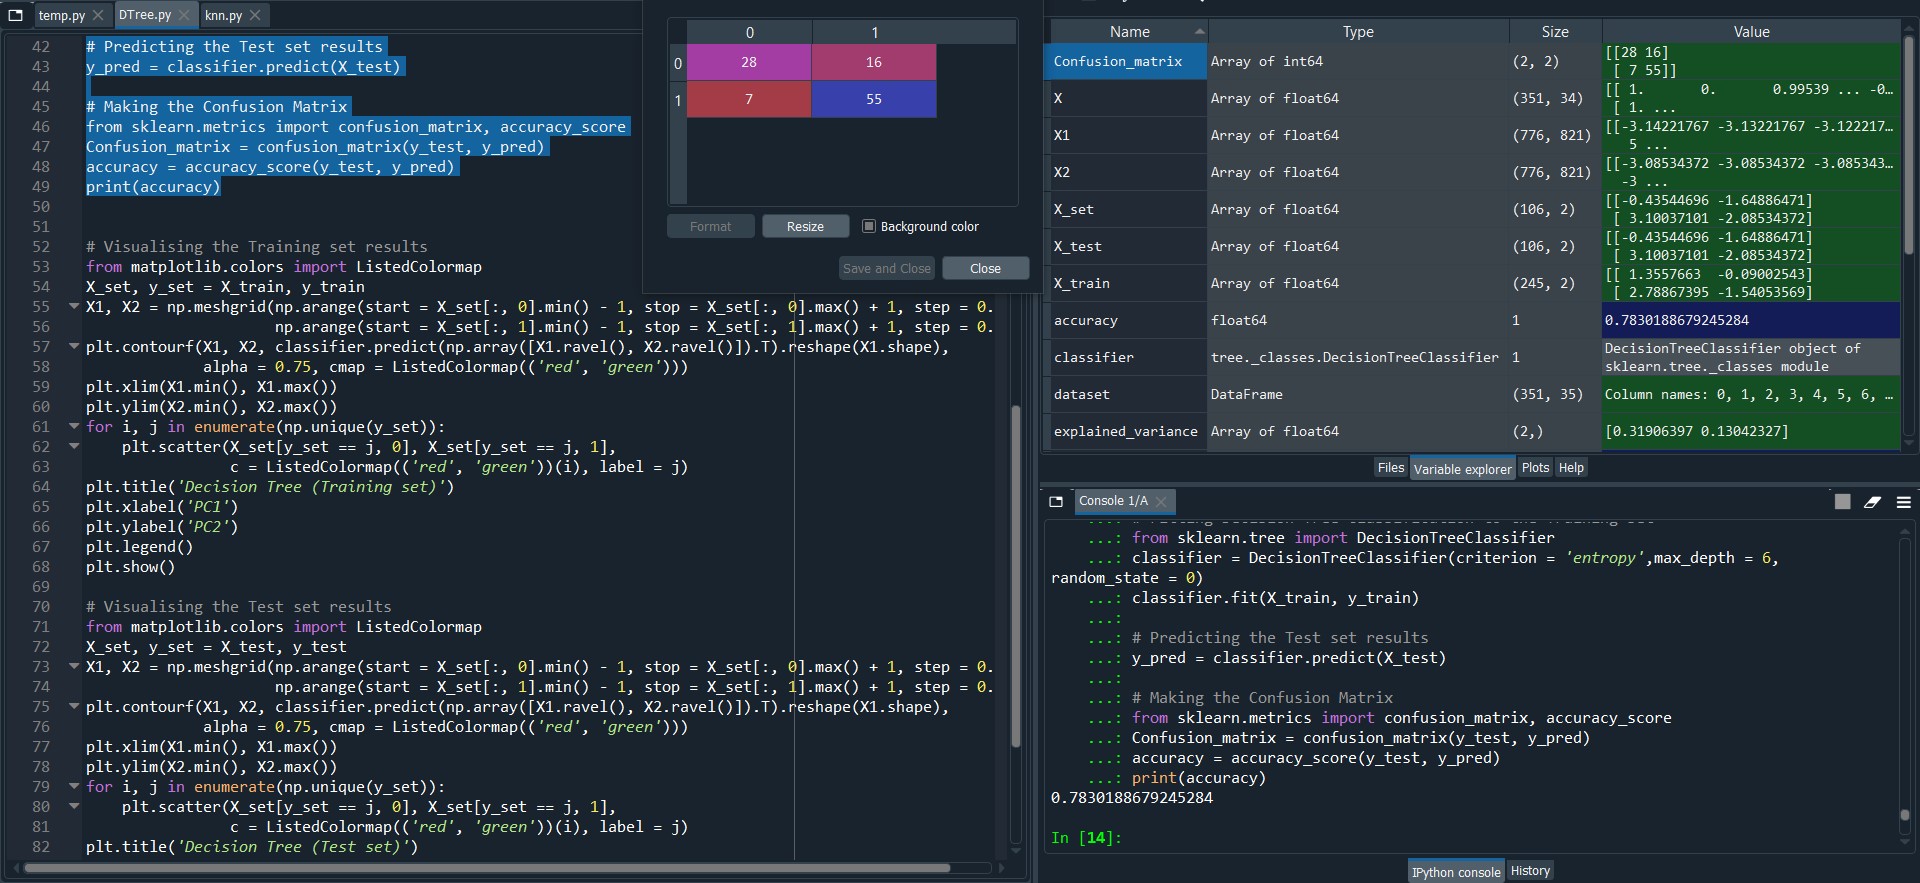 temp.py
DTree.py
knn.py
42 # Predicting the Test set results
43 y_pred = classifier.predict(X_test)
44
45 # Making the Confusion Matrix
46 from sklearn.metrics import confusion_matrix, accuracy_score
47 Confusion_matrix = confusion_matrix(y_test, y_pred)
48 accuracy = accuracy_score(y_test, y_pred)
49 print(accuracy)
50
51
52 # Visualising the Training set results
53 from matplotlib.colors import ListedColormap
54 X_set, y_set = X_train, y_train
55 X1, X2 = np.meshgrid(np.arange(start = X_set[:, 0].min() - 1, stop = X_set[:, 0].max() + 1, step = 0.
56 np.arange(start = X_set[:, 1].min() - 1, stop = X_set[:, 1].max() + 1, step = 0.
57 plt.contourf(X1, X2, classifier.predict(np.array([X1.ravel(), X2.ravel()]).T).reshape(X1.shape),
58 alpha = 0.75, cmap = ListedColormap(('red', 'green')))
59 plt.xlim(X1.min(), X1.max())
60 plt.ylim(X2.min(), X2.max())
61 for i, j in enumerate(np.unique(y_set)):
62 plt.scatter(X_set[y_set == j, 0], X_set[y_set == j, 1],
63 c = ListedColormap(('red', 'green'))(i), label = j)
64 plt.title('Decision Tree (Training set)')
65 plt.xlabel('PC1')
66 plt.ylabel('PC2')
67 plt.legend()
68 plt.show()
69
70 # Visualising the Test set results
71 from matplotlib.colors import ListedColormap
72 X_set, y_set = X_test, y_test
73 X1, X2 = np.meshgrid(np.arange(start = X_set[:, 0].min() - 1, stop = X_set[:, 0].max() + 1, step = 0.
74 np.arange(start = X_set[:, 1].min() - 1, stop = X_set[:, 1].max() + 1, step = 0.
75 plt.contourf(X1, X2, classifier.predict(np.array([X1.ravel(), X2.ravel()]).T).reshape(X1.shape),
76 alpha = 0.75, cmap = ListedColormap(('red', 'green')))
77 plt.xlim(X1.min(), X1.max())
78 plt.ylim(X2.min(), X2.max())
79 for i, j in enumerate(np.unique(y_set)):
80 plt.scatter(X_set[y_set == j, 0], X_set[y_set == j, 1],
81 c = ListedColormap(('red', 'green'))(i), label = j)
82 plt.title('Decision Tree (Test set)')
0 1
0 28 16
1 7 55
Format Resize Background color
Save and Close Close
Name Type Size Value
Confusion_matrix Array of int64 (2, 2) [[28 16]
[ 7 55]]
X Array of float64 (351, 34) [[ 1. 0. 0.99539 ... -0…
[ 1. ...
X1 Array of float64 (776, 821) [[-3.14221767 -3.13221767 -3.122217…
5 ...
X2 Array of float64 (776, 821) [[-3.08534372 -3.08534372 -3.085343…
-3 ...
X_set Array of float64 (106, 2) [[-0.43544696 -1.64886471]
[ 3.10037101 -2.08534372]
X_test Array of float64 (106, 2) [[-0.43544696 -1.64886471]
[ 3.10037101 -2.08534372]
X_train Array of float64 (245, 2) [[ 1.3557663 -0.09002543]
[ 2.78867395 -1.54053569]
accuracy float64 1 0.7830188679245284
classifier tree._classes.DecisionTreeClassifier 1 DecisionTreeClassifier object of
sklearn.tree._classes module
dataset DataFrame (351, 35) Column names: 0, 1, 2, 3, 4, 5, 6, …
explained_variance Array of float64 (2,) [0.31906397 0.13042327]
Files Variable explorer Plots Help
Console 1/A
...: from sklearn.tree import DecisionTreeClassifier
...: classifier = DecisionTreeClassifier(criterion = 'entropy',max_depth = 6,
random_state = 0)
...: classifier.fit(X_train, y_train)
...:
...: # Predicting the Test set results
...: y_pred = classifier.predict(X_test)
...:
...: # Making the Confusion Matrix
...: from sklearn.metrics import confusion_matrix, accuracy_score
...: Confusion_matrix = confusion_matrix(y_test, y_pred)
...: accuracy = accuracy_score(y_test, y_pred)
...: print(accuracy)
0.7830188679245284
In [14]:
IPython console History